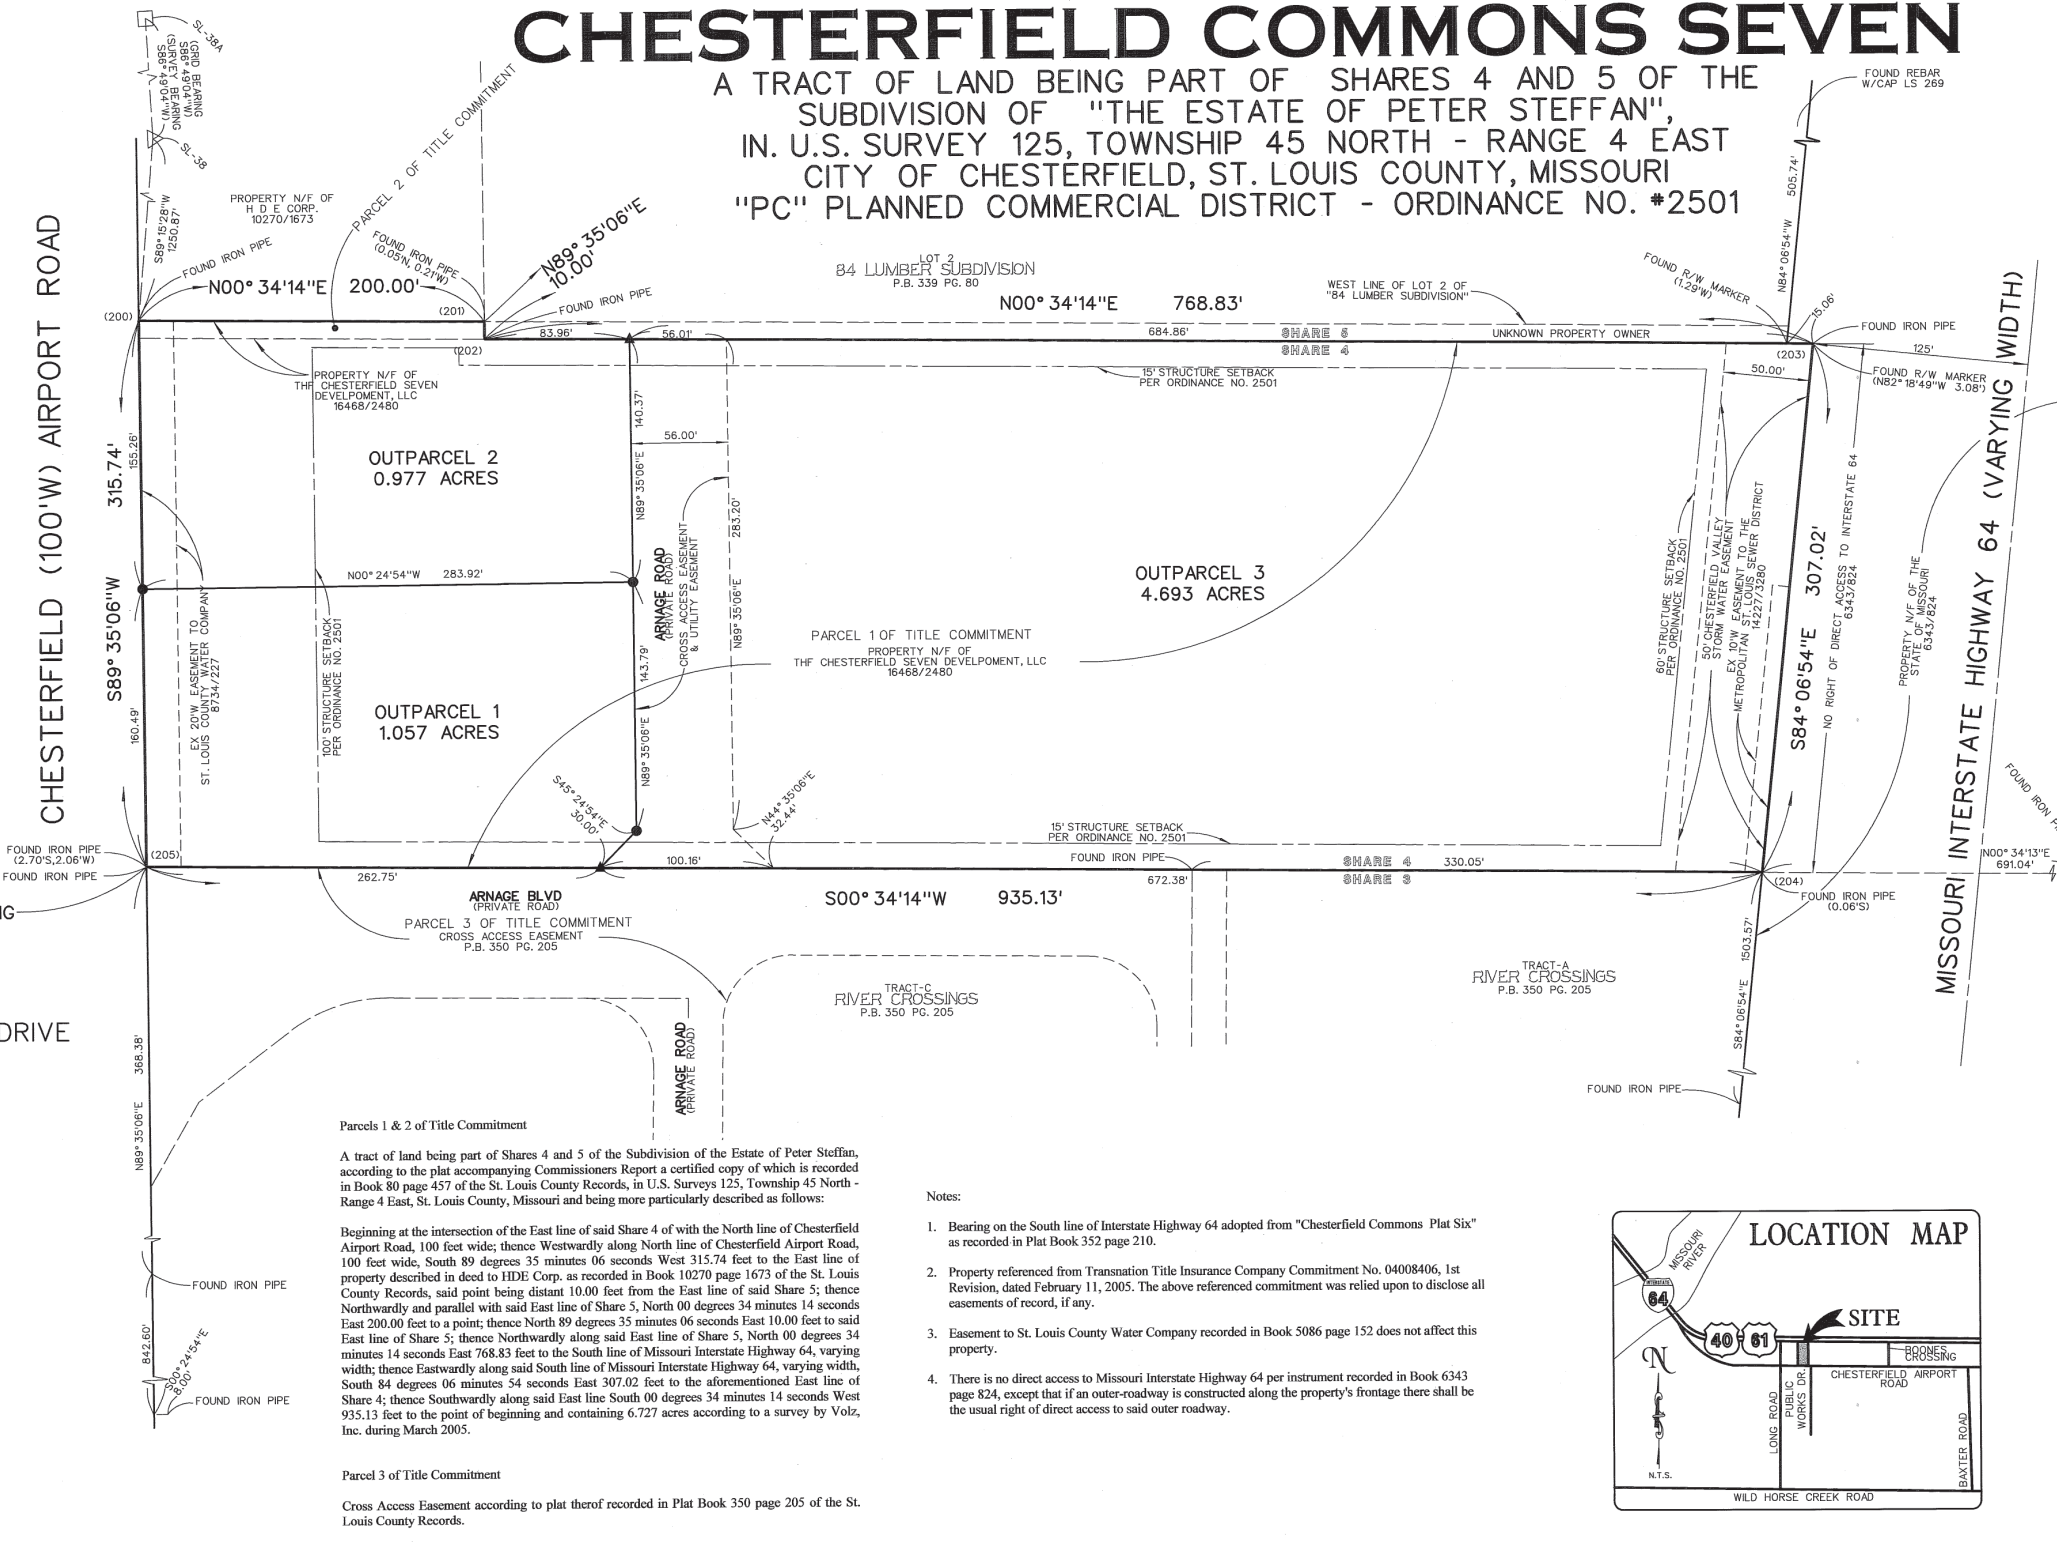 CHESTERFIELD COMMONS SEVEN
A TRACT OF LAND BEING PART OF SHARES 4 AND 5 OF THE
SUBDIVISION OF "THE ESTATE OF PETER STEFFAN",
IN. U.S. SURVEY 125, TOWNSHIP 45 NORTH - RANGE 4 EAST
CITY OF CHESTERFIELD, ST. LOUIS COUNTY, MISSOURI
"PC" PLANNED COMMERCIAL DISTRICT - ORDINANCE NO. #2501
SL-38A
(GRID BEARING
S86°49'04"W)
S86°49'04"W)
(SURVEY BEARING
SL-38
S89°15'28"W
1250.87'
PROPERTY N/F OF
H D E CORP.
10270/1673
PARCEL 2 OF TITLE COMMITMENT
FOUND IRON PIPE
FOUND IRON PIPE
(0.05'N, 0.21'W)
N89°35'06"E
10.00'
FOUND IRON PIPE
N00°34'14"E 200.00'
(200)
(201)
(202)
LOT 2
84 LUMBER SUBDIVISION
P.B. 339 PG. 80
N00°34'14"E 768.83'
WEST LINE OF LOT 2 OF
"84 LUMBER SUBDIVISION"
FOUND REBAR
W/CAP LS 269
505.74'
N84°06'54"W
FOUND R/W MARKER
(1.29'W)
15.06'
FOUND IRON PIPE
125'
FOUND R/W MARKER
(N82°18'49"W 3.08')
83.96'
56.01'
684.86'
SHARE 5
SHARE 4
UNKNOWN PROPERTY OWNER
(203)
50.00'
15' STRUCTURE SETBACK
PER ORDINANCE NO. 2501
PROPERTY N/F OF
THF CHESTERFIELD SEVEN
DEVELPOMENT, LLC
16468/2480
CHESTERFIELD (100'W) AIRPORT ROAD
S89°35'06"W 315.74'
155.26'
160.49'
OUTPARCEL 2
0.977 ACRES
140.37'
N89°35'06"E
56.00'
283.20'
N89°35'06"E
N00°24'54"W 283.92'
ARNAGE ROAD
(PRIVATE ROAD)
CROSS ACCESS EASEMENT
& UTILITY EASEMENT
143.79'
N89°35'06"E
EX 20'W EASEMENT TO
ST. LOUIS COUNTY WATER COMPANY
8734/227
100' STRUCTURE SETBACK
PER ORDINANCE NO. 2501
OUTPARCEL 1
1.057 ACRES
OUTPARCEL 3
4.693 ACRES
PARCEL 1 OF TITLE COMMITMENT
PROPERTY N/F OF
THF CHESTERFIELD SEVEN DEVELPOMENT, LLC
16468/2480
60' STRUCTURE SETBACK
PER ORDINANCE NO. 2501
50' CHESTERFIELD VALLEY
STORM WATER EASEMENT
EX 10'W EASEMENT TO THE
METROPOLITAN ST. LOUIS SEWER DISTRICT
14227/3280
S84°06'54"E 307.02'
NO RIGHT OF DIRECT ACCESS TO INTERSTATE 64
6343/824
PROPERTY N/F OF THE
STATE OF MISSOURI
6343/824
MISSOURI INTERSTATE HIGHWAY 64 (VARYING WIDTH)
FOUND IRON
N00°34'13"E
691.04'
S45°24'54"E
30.00'
N44°35'06"E
32.44'
15' STRUCTURE SETBACK
PER ORDINANCE NO. 2501
FOUND IRON PIPE
(2.70'S,2.06'W)
FOUND IRON PIPE
(205)
262.75'
100.16'
FOUND IRON PIPE
672.38'
SHARE 4
SHARE 3
330.05'
(204)
FOUND IRON PIPE
(0.06'S)
ARNAGE BLVD
(PRIVATE ROAD)
S00°34'14"W 935.13'
PARCEL 3 OF TITLE COMMITMENT
CROSS ACCESS EASEMENT
P.B. 350 PG. 205
TRACT-C
RIVER CROSSINGS
P.B. 350 PG. 205
TRACT-A
RIVER CROSSINGS
P.B. 350 PG. 205
1503.57'
S84°06'54"E
FOUND IRON PIPE
NG
DRIVE
368.38'
N89°35'06"E
ARNAGE ROAD
(PRIVATE ROAD)
FOUND IRON PIPE
842.60'
S00°24'54"E
8.00'
FOUND IRON PIPE
Parcels 1 & 2 of Title Commitment
A tract of land being part of Shares 4 and 5 of the Subdivision of the Estate of Peter Steffan,
according to the plat accompanying Commissioners Report a certified copy of which is recorded
in Book 80 page 457 of the St. Louis County Records, in U.S. Surveys 125, Township 45 North -
Range 4 East, St. Louis County, Missouri and being more particularly described as follows:
Beginning at the intersection of the East line of said Share 4 of with the North line of Chesterfield
Airport Road, 100 feet wide; thence Westwardly along North line of Chesterfield Airport Road,
100 feet wide, South 89 degrees 35 minutes 06 seconds West 315.74 feet to the East line of
property described in deed to HDE Corp. as recorded in Book 10270 page 1673 of the St. Louis
County Records, said point being distant 10.00 feet from the East line of said Share 5; thence
Northwardly and parallel with said East line of Share 5, North 00 degrees 34 minutes 14 seconds
East 200.00 feet to a point; thence North 89 degrees 35 minutes 06 seconds East 10.00 feet to said
East line of Share 5; thence Northwardly along said East line of Share 5, North 00 degrees 34
minutes 14 seconds East 768.83 feet to the South line of Missouri Interstate Highway 64, varying
width; thence Eastwardly along said South line of Missouri Interstate Highway 64, varying width,
South 84 degrees 06 minutes 54 seconds East 307.02 feet to the aforementioned East line of
Share 4; thence Southwardly along said East line South 00 degrees 34 minutes 14 seconds West
935.13 feet to the point of beginning and containing 6.727 acres according to a survey by Volz,
Inc. during March 2005.
Parcel 3 of Title Commitment
Cross Access Easement according to plat therof recorded in Plat Book 350 page 205 of the St.
Louis County Records.
Notes:
1. Bearing on the South line of Interstate Highway 64 adopted from "Chesterfield Commons Plat Six"
as recorded in Plat Book 352 page 210.
2. Property referenced from Transnation Title Insurance Company Commitment No. 04008406, 1st
Revision, dated February 11, 2005. The above referenced commitment was relied upon to disclose all
easements of record, if any.
3. Easement to St. Louis County Water Company recorded in Book 5086 page 152 does not affect this
property.
4. There is no direct access to Missouri Interstate Highway 64 per instrument recorded in Book 6343
page 824, except that if an outer-roadway is constructed along the property's frontage there shall be
the usual right of direct access to said outer roadway.
LOCATION MAP
MISSOURI
RIVER
INTERSTATE
64
40 61
SITE
BOONES
CROSSING
CHESTERFIELD AIRPORT
ROAD
N
N.T.S.
LONG ROAD
PUBLIC
WORKS DR.
BAXTER ROAD
WILD HORSE CREEK ROAD